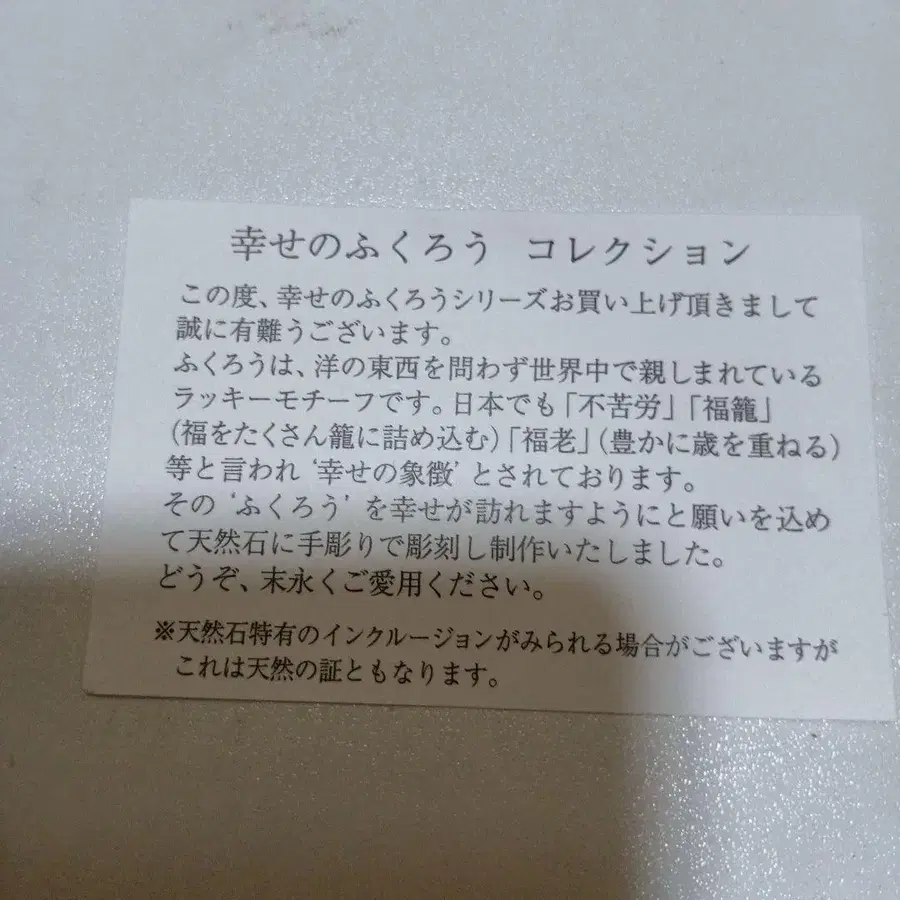 幸せのふくろう コレクション
この度、幸せのふくろうシリーズお買い上げ頂きまして
誠に有難うございます。
ふくろうは、洋の東西を問わず世界中で親しまれている
ラッキーモチーフです。日本でも「不苦労」「福籠」
(福をたくさん籠に詰め込む)「福老」(豊かに歳を重ねる)
等と言われ‘幸せの象徴’とされております。
その‘ふくろう’を幸せが訪れますようにと願いを込め
て天然石に手彫りで彫刻し制作いたしました。
どうぞ、末永くご愛用ください。
※天然石特有のインクルージョンがみられる場合がございますが
これは天然の証ともなります。